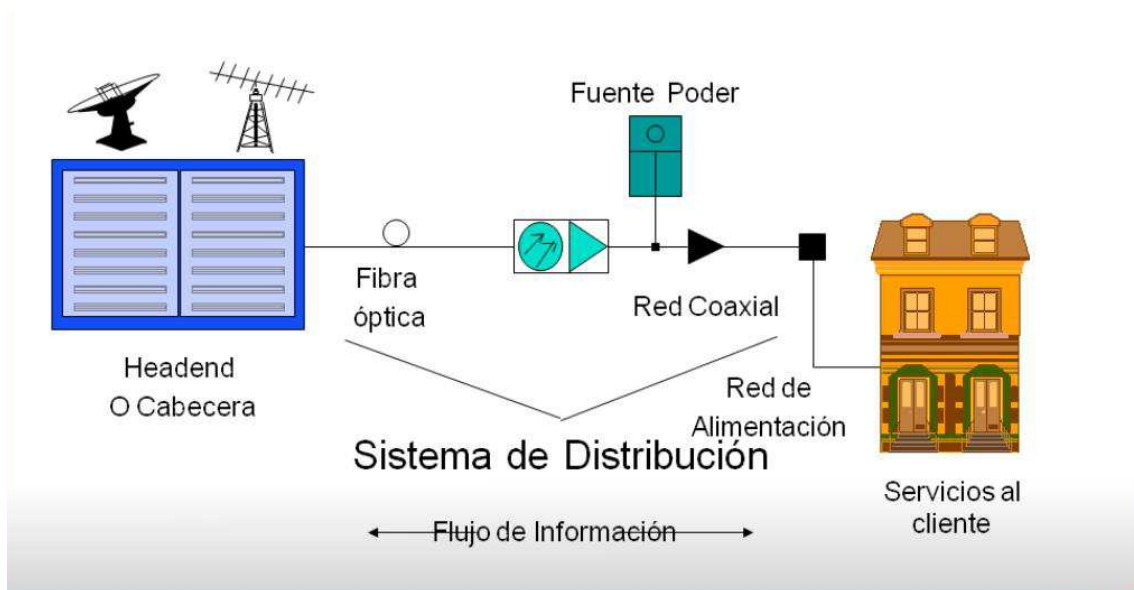 Fuente Poder
Fibra
óptica
Red Coaxial
Headend
O Cabecera
Red de
Alimentación
Sistema de Distribución
Servicios al
cliente
Flujo de Información